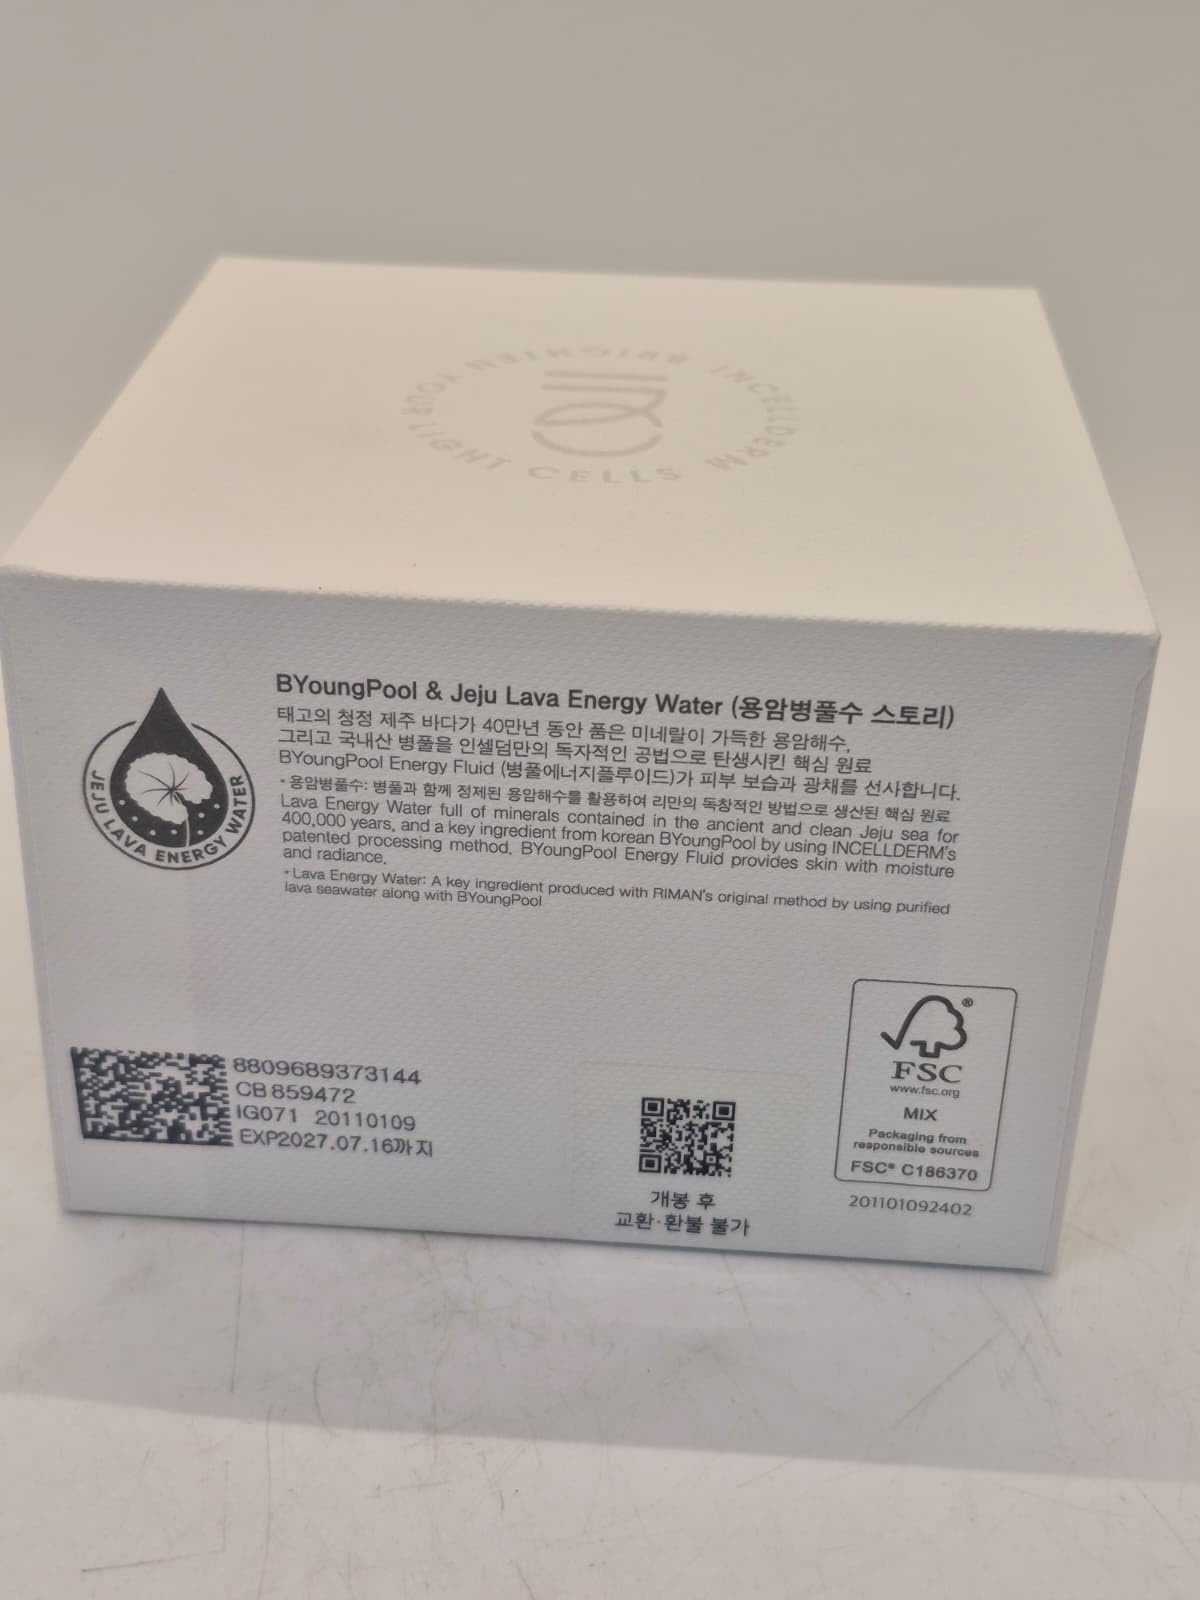 BRIGHTEN YOUR LIGHT CELLS INCELLDERM
BYoungPool & Jeju Lava Energy Water (용암병풀수 스토리)
태고의 청정 제주 바다가 40만년 동안 품은 미네랄이 가득한 용암해수,
그리고 국내산 병풀을 인셀덤만의 독자적인 공법으로 탄생시킨 핵심 원료
BYoungPool Energy Fluid (병풀에너지플루이드)가 피부 보습과 광채를 선사합니다.
* 용암병풀수: 병풀과 함께 정제된 용암해수를 활용하여 리만의 독창적인 방법으로 생산된 핵심 원료
Lava Energy Water full of minerals contained in the ancient and clean Jeju sea for
400,000 years, and a key ingredient from korean BYoungPool by using INCELLDERM's
patented processing method. BYoungPool Energy Fluid provides skin with moisture
and radiance.
* Lava Energy Water: A key ingredient produced with RIMAN's original method by using purified
lava seawater along with BYoungPool
JEJU LAVA ENERGY WATER
8809689373144
CB 859472
IG071 20110109
EXP2027.07.16까지
개봉 후
교환·환불 불가
®
FSC
www.fsc.org
MIX
Packaging from
responsible sources
FSC® C186370
201101092402